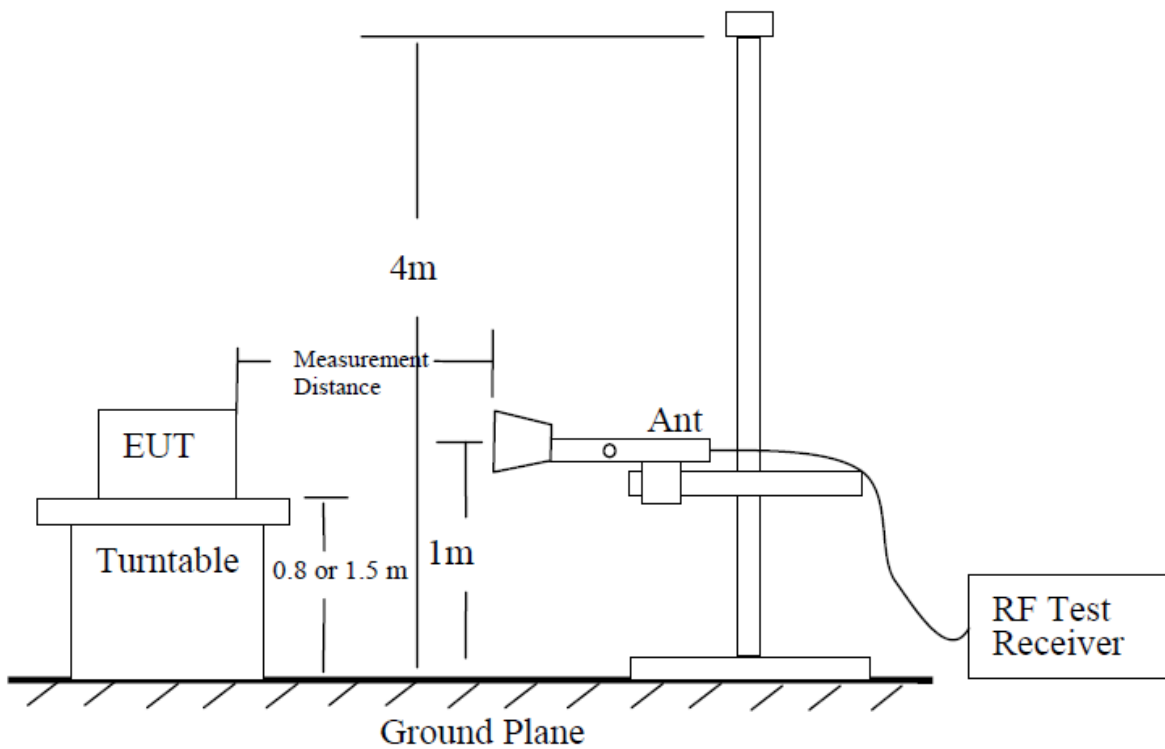 4m
Measurement
Distance
EUT
Ant
Turntable
0.8 or 1.5 m
1m
RF Test
Receiver
Ground Plane